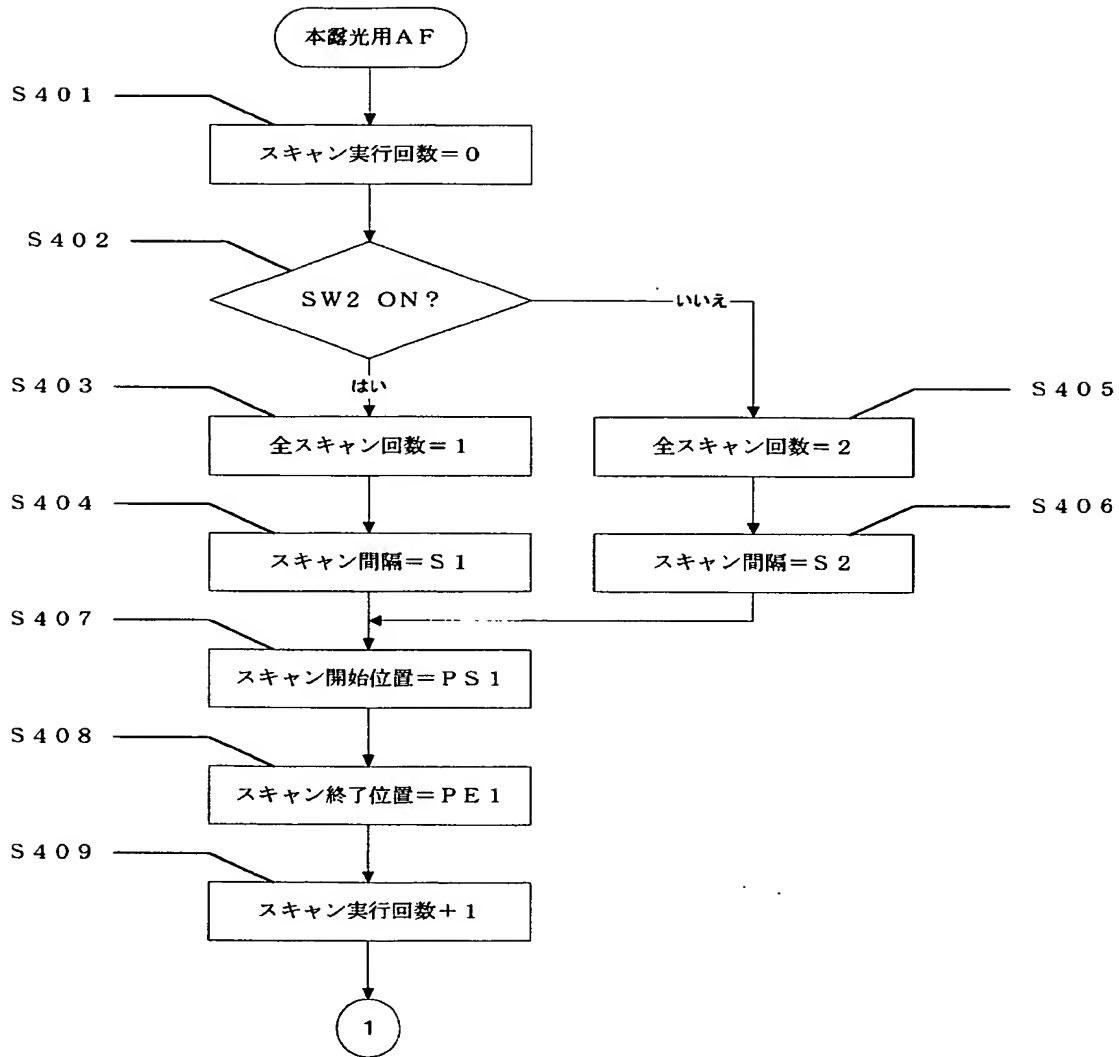 本露光用AF
S401
スキャン実行回数=0
S402
SW2 ON?
いいえ
はい
S403
全スキャン回数=1
S405
全スキャン回数=2
S404
スキャン間隔=S1
S406
スキャン間隔=S2
S407
スキャン開始位置=PS1
S408
スキャン終了位置=PE1
S409
スキャン実行回数+1
1